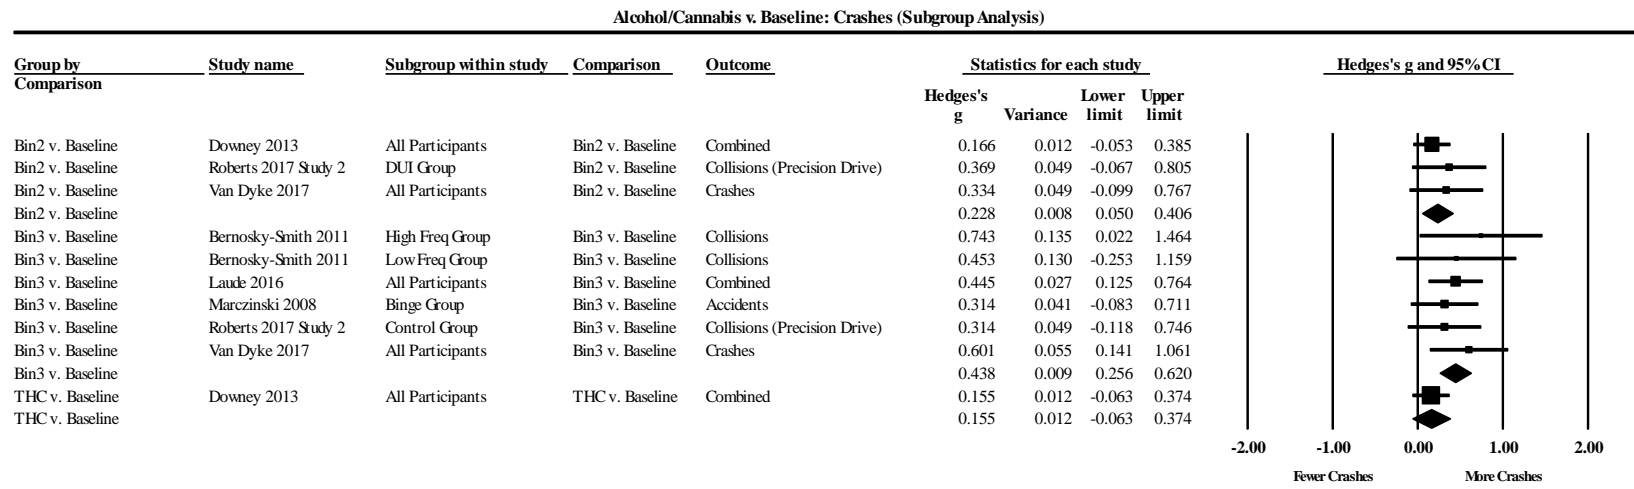 Alcohol/Cannabis v. Baseline: Crashes (Subgroup Analysis)
Group by Study name Subgroup within study Comparison Outcome Statistics for each study Hedges's g and 95% CI
Comparison
Hedges's Lower Upper
g Variance limit limit
Bin2 v. Baseline Downey 2013 All Participants Bin2 v. Baseline Combined 0.166 0.012 -0.053 0.385
Bin2 v. Baseline Roberts 2017 Study 2 DUI Group Bin2 v. Baseline Collisions (Precision Drive) 0.369 0.049 -0.067 0.805
Bin2 v. Baseline Van Dyke 2017 All Participants Bin2 v. Baseline Crashes 0.334 0.049 -0.099 0.767
Bin2 v. Baseline 0.228 0.008 0.050 0.406
Bin3 v. Baseline Bernosky-Smith 2011 High Freq Group Bin3 v. Baseline Collisions 0.743 0.135 0.022 1.464
Bin3 v. Baseline Bernosky-Smith 2011 Low Freq Group Bin3 v. Baseline Collisions 0.453 0.130 -0.253 1.159
Bin3 v. Baseline Laude 2016 All Participants Bin3 v. Baseline Combined 0.445 0.027 0.125 0.764
Bin3 v. Baseline Marczinski 2008 Binge Group Bin3 v. Baseline Accidents 0.314 0.041 -0.083 0.711
Bin3 v. Baseline Roberts 2017 Study 2 Control Group Bin3 v. Baseline Collisions (Precision Drive) 0.314 0.049 -0.118 0.746
Bin3 v. Baseline Van Dyke 2017 All Participants Bin3 v. Baseline Crashes 0.601 0.055 0.141 1.061
Bin3 v. Baseline 0.438 0.009 0.256 0.620
THC v. Baseline Downey 2013 All Participants THC v. Baseline Combined 0.155 0.012 -0.063 0.374
THC v. Baseline 0.155 0.012 -0.063 0.374
-2.00 -1.00 0.00 1.00 2.00
Fewer Crashes More Crashes